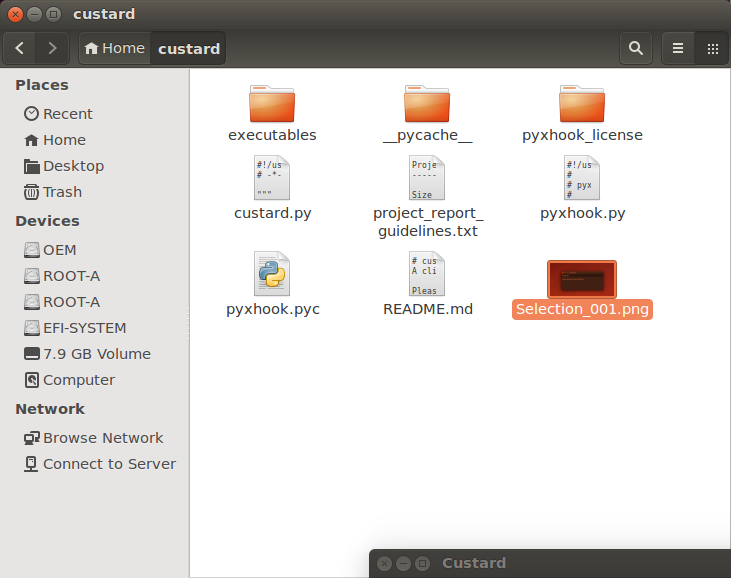 custard
Home
custard
Places
Recent
Home
Desktop
Trash
Devices
OEM
ROOT-A
ROOT-A
EFI-SYSTEM
7.9 GB Volume
Computer
Network
Browse Network
Connect to Server
executables
__pycache__
pyxhook_license
#!/us
# -*-
"""
custard.py
Proje
-----
Size
project_report_
guidelines.txt
#!/us
#
# pyx
#
pyxhook.py
pyxhook.pyc
# cus
A cli
Pleas
README.md
Selection_001.png
Custard